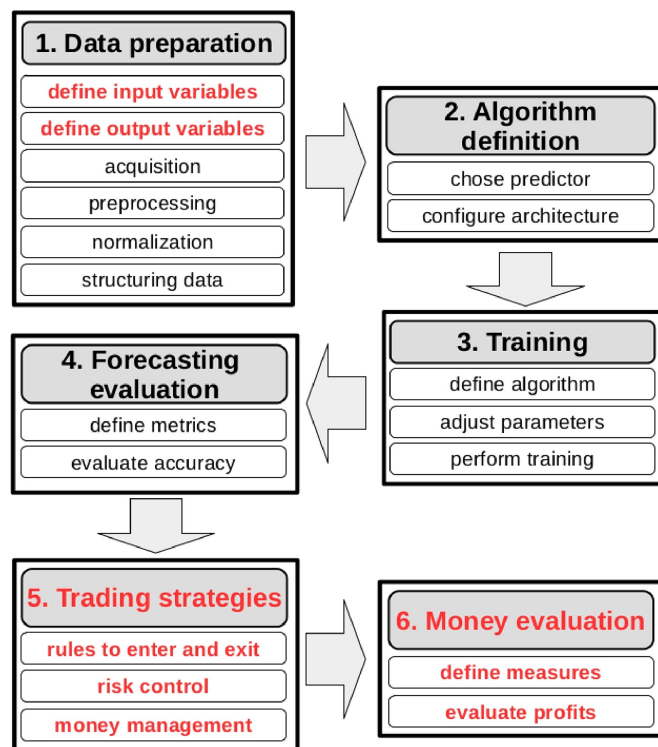 1. Data preparation
define input variables
define output variables
acquisition
preprocessing
normalization
structuring data
2. Algorithm
definition
chose predictor
configure architecture
3. Training
define algorithm
adjust parameters
perform training
4. Forecasting
evaluation
define metrics
evaluate accuracy
5. Trading strategies
rules to enter and exit
risk control
money management
6. Money evaluation
define measures
evaluate profits